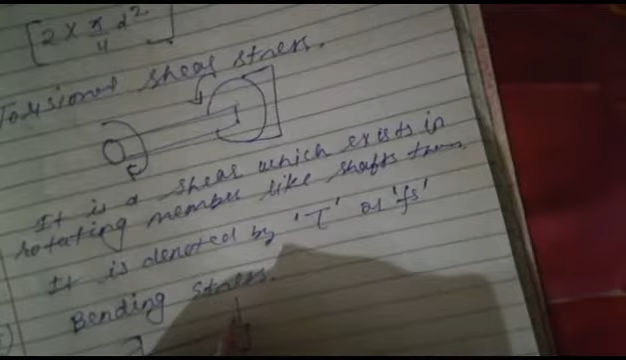 [2 × π/4 d²]
Torsional shear stress.
It is a shear which exists in
rotating member like shafts
It is denoted by 'τ' or 'fs'
Bending stress.